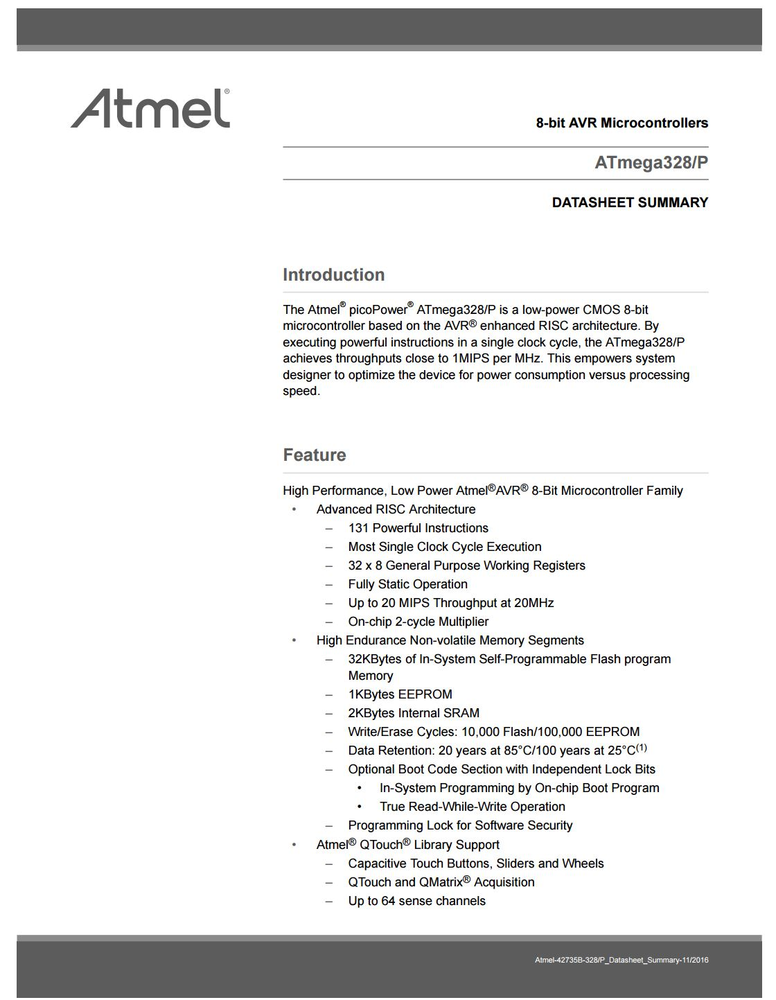 Atmel®
8-bit AVR Microcontrollers
ATmega328/P
DATASHEET SUMMARY
Introduction
The Atmel® picoPower® ATmega328/P is a low-power CMOS 8-bit
microcontroller based on the AVR® enhanced RISC architecture. By
executing powerful instructions in a single clock cycle, the ATmega328/P
achieves throughputs close to 1MIPS per MHz. This empowers system
designer to optimize the device for power consumption versus processing
speed.
Feature
High Performance, Low Power Atmel®AVR® 8-Bit Microcontroller Family
• Advanced RISC Architecture
– 131 Powerful Instructions
– Most Single Clock Cycle Execution
– 32 x 8 General Purpose Working Registers
– Fully Static Operation
– Up to 20 MIPS Throughput at 20MHz
– On-chip 2-cycle Multiplier
• High Endurance Non-volatile Memory Segments
– 32KBytes of In-System Self-Programmable Flash program
Memory
– 1KBytes EEPROM
– 2KBytes Internal SRAM
– Write/Erase Cycles: 10,000 Flash/100,000 EEPROM
– Data Retention: 20 years at 85°C/100 years at 25°C(1)
– Optional Boot Code Section with Independent Lock Bits
• In-System Programming by On-chip Boot Program
• True Read-While-Write Operation
– Programming Lock for Software Security
• Atmel® QTouch® Library Support
– Capacitive Touch Buttons, Sliders and Wheels
– QTouch and QMatrix® Acquisition
– Up to 64 sense channels
Atmel-42735B-328/P_Datasheet_Summary-11/2016